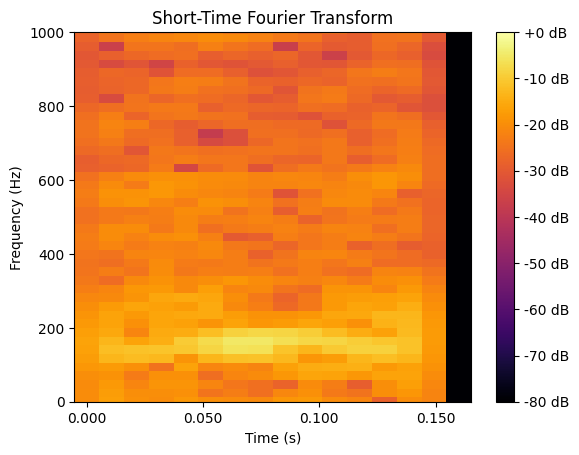 Short-Time Fourier Transform
1000
800
600
400
200
0
Frequency (Hz)
0.000
0.050
0.100
0.150
Time (s)
+0 dB
-10 dB
-20 dB
-30 dB
-40 dB
-50 dB
-60 dB
-70 dB
-80 dB